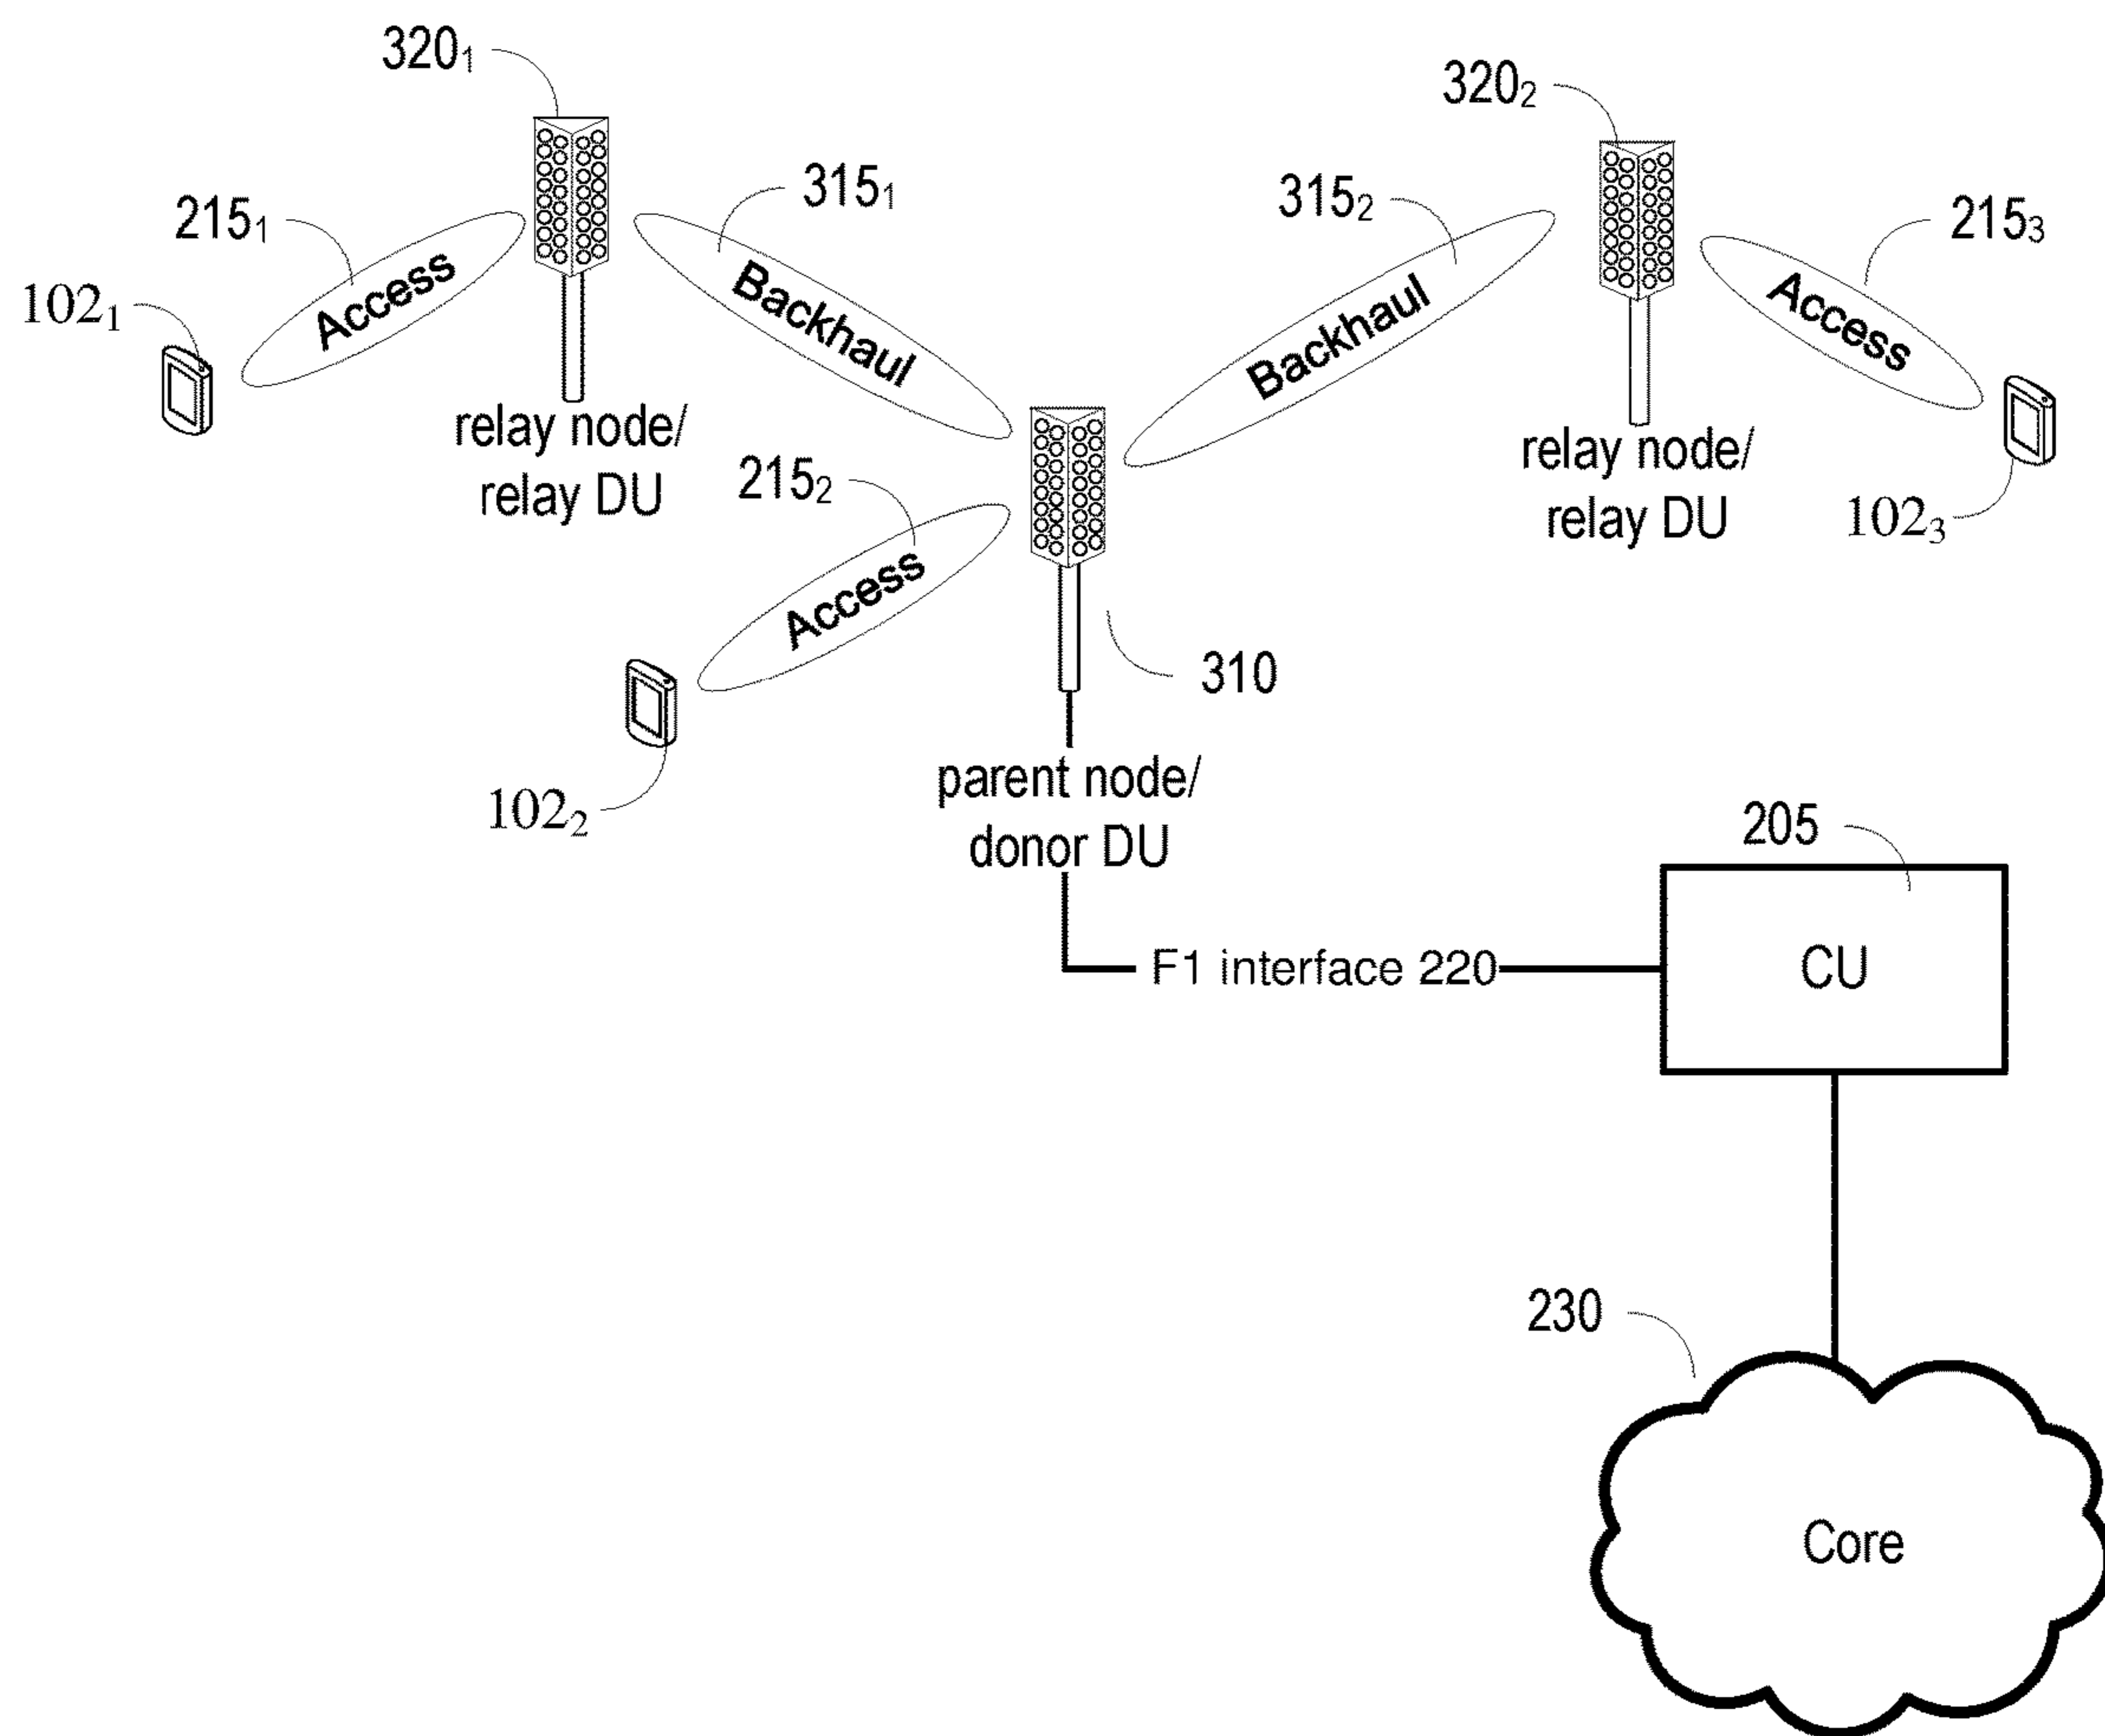 320₁
320₂
315₁
315₂
215₁
215₃
102₁
Access
Backhaul
Backhaul
Access
relay node/
relay DU
215₂
relay node/
relay DU
102₃
Access
310
102₂
parent node/
donor DU
205
F1 interface 220
CU
230
Core